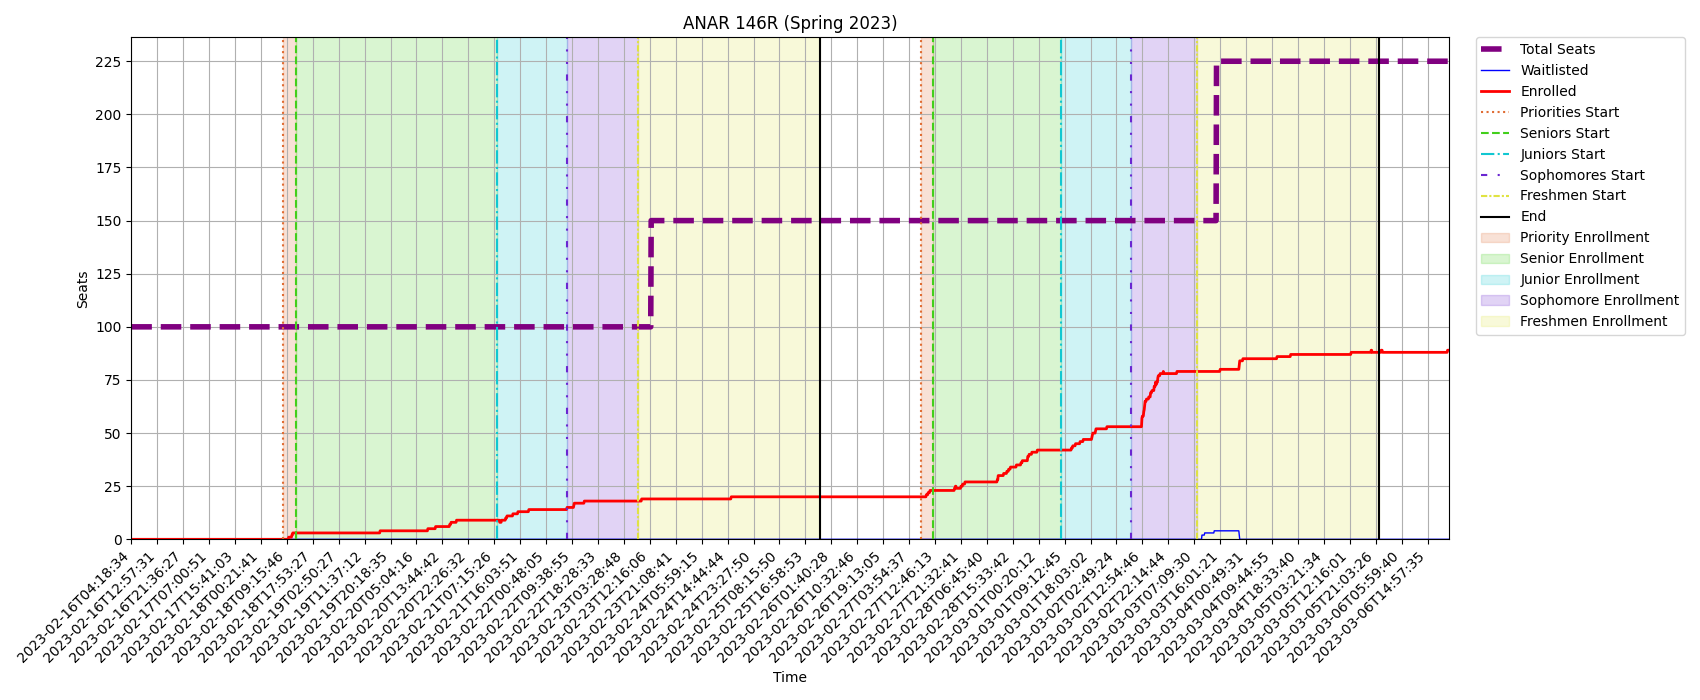 ANAR 146R (Spring 2023)
Seats
225
200
175
150
125
100
75
50
25
0
2023-02-16T04:18:34
2023-02-16T12:57:31
2023-02-16T21:36:27
2023-02-17T07:00:51
2023-02-17T15:41:03
2023-02-18T00:21:41
2023-02-18T09:15:46
2023-02-18T17:53:27
2023-02-19T02:50:27
2023-02-19T11:37:12
2023-02-19T20:18:35
2023-02-20T05:04:16
2023-02-20T13:44:42
2023-02-20T22:26:32
2023-02-21T07:15:26
2023-02-21T16:03:51
2023-02-22T00:48:05
2023-02-22T09:38:55
2023-02-22T18:28:33
2023-02-23T03:28:48
2023-02-23T12:16:06
2023-02-23T21:08:41
2023-02-24T05:59:15
2023-02-24T14:44:44
2023-02-24T23:27:50
2023-02-25T08:15:50
2023-02-25T16:58:53
2023-02-26T01:40:28
2023-02-26T10:32:46
2023-02-26T19:13:05
2023-02-27T03:54:37
2023-02-27T12:46:13
2023-02-27T21:32:41
2023-02-28T06:45:40
2023-02-28T15:33:42
2023-03-01T00:20:12
2023-03-01T09:12:45
2023-03-01T18:03:02
2023-03-02T02:49:24
2023-03-02T12:54:46
2023-03-02T22:14:44
2023-03-03T07:09:30
2023-03-03T16:01:21
2023-03-04T00:49:31
2023-03-04T09:44:55
2023-03-04T18:33:40
2023-03-05T03:21:34
2023-03-05T12:16:01
2023-03-05T21:03:26
2023-03-06T05:59:40
2023-03-06T14:57:35
Time
Total Seats
Waitlisted
Enrolled
Priorities Start
Seniors Start
Juniors Start
Sophomores Start
Freshmen Start
End
Priority Enrollment
Senior Enrollment
Junior Enrollment
Sophomore Enrollment
Freshmen Enrollment